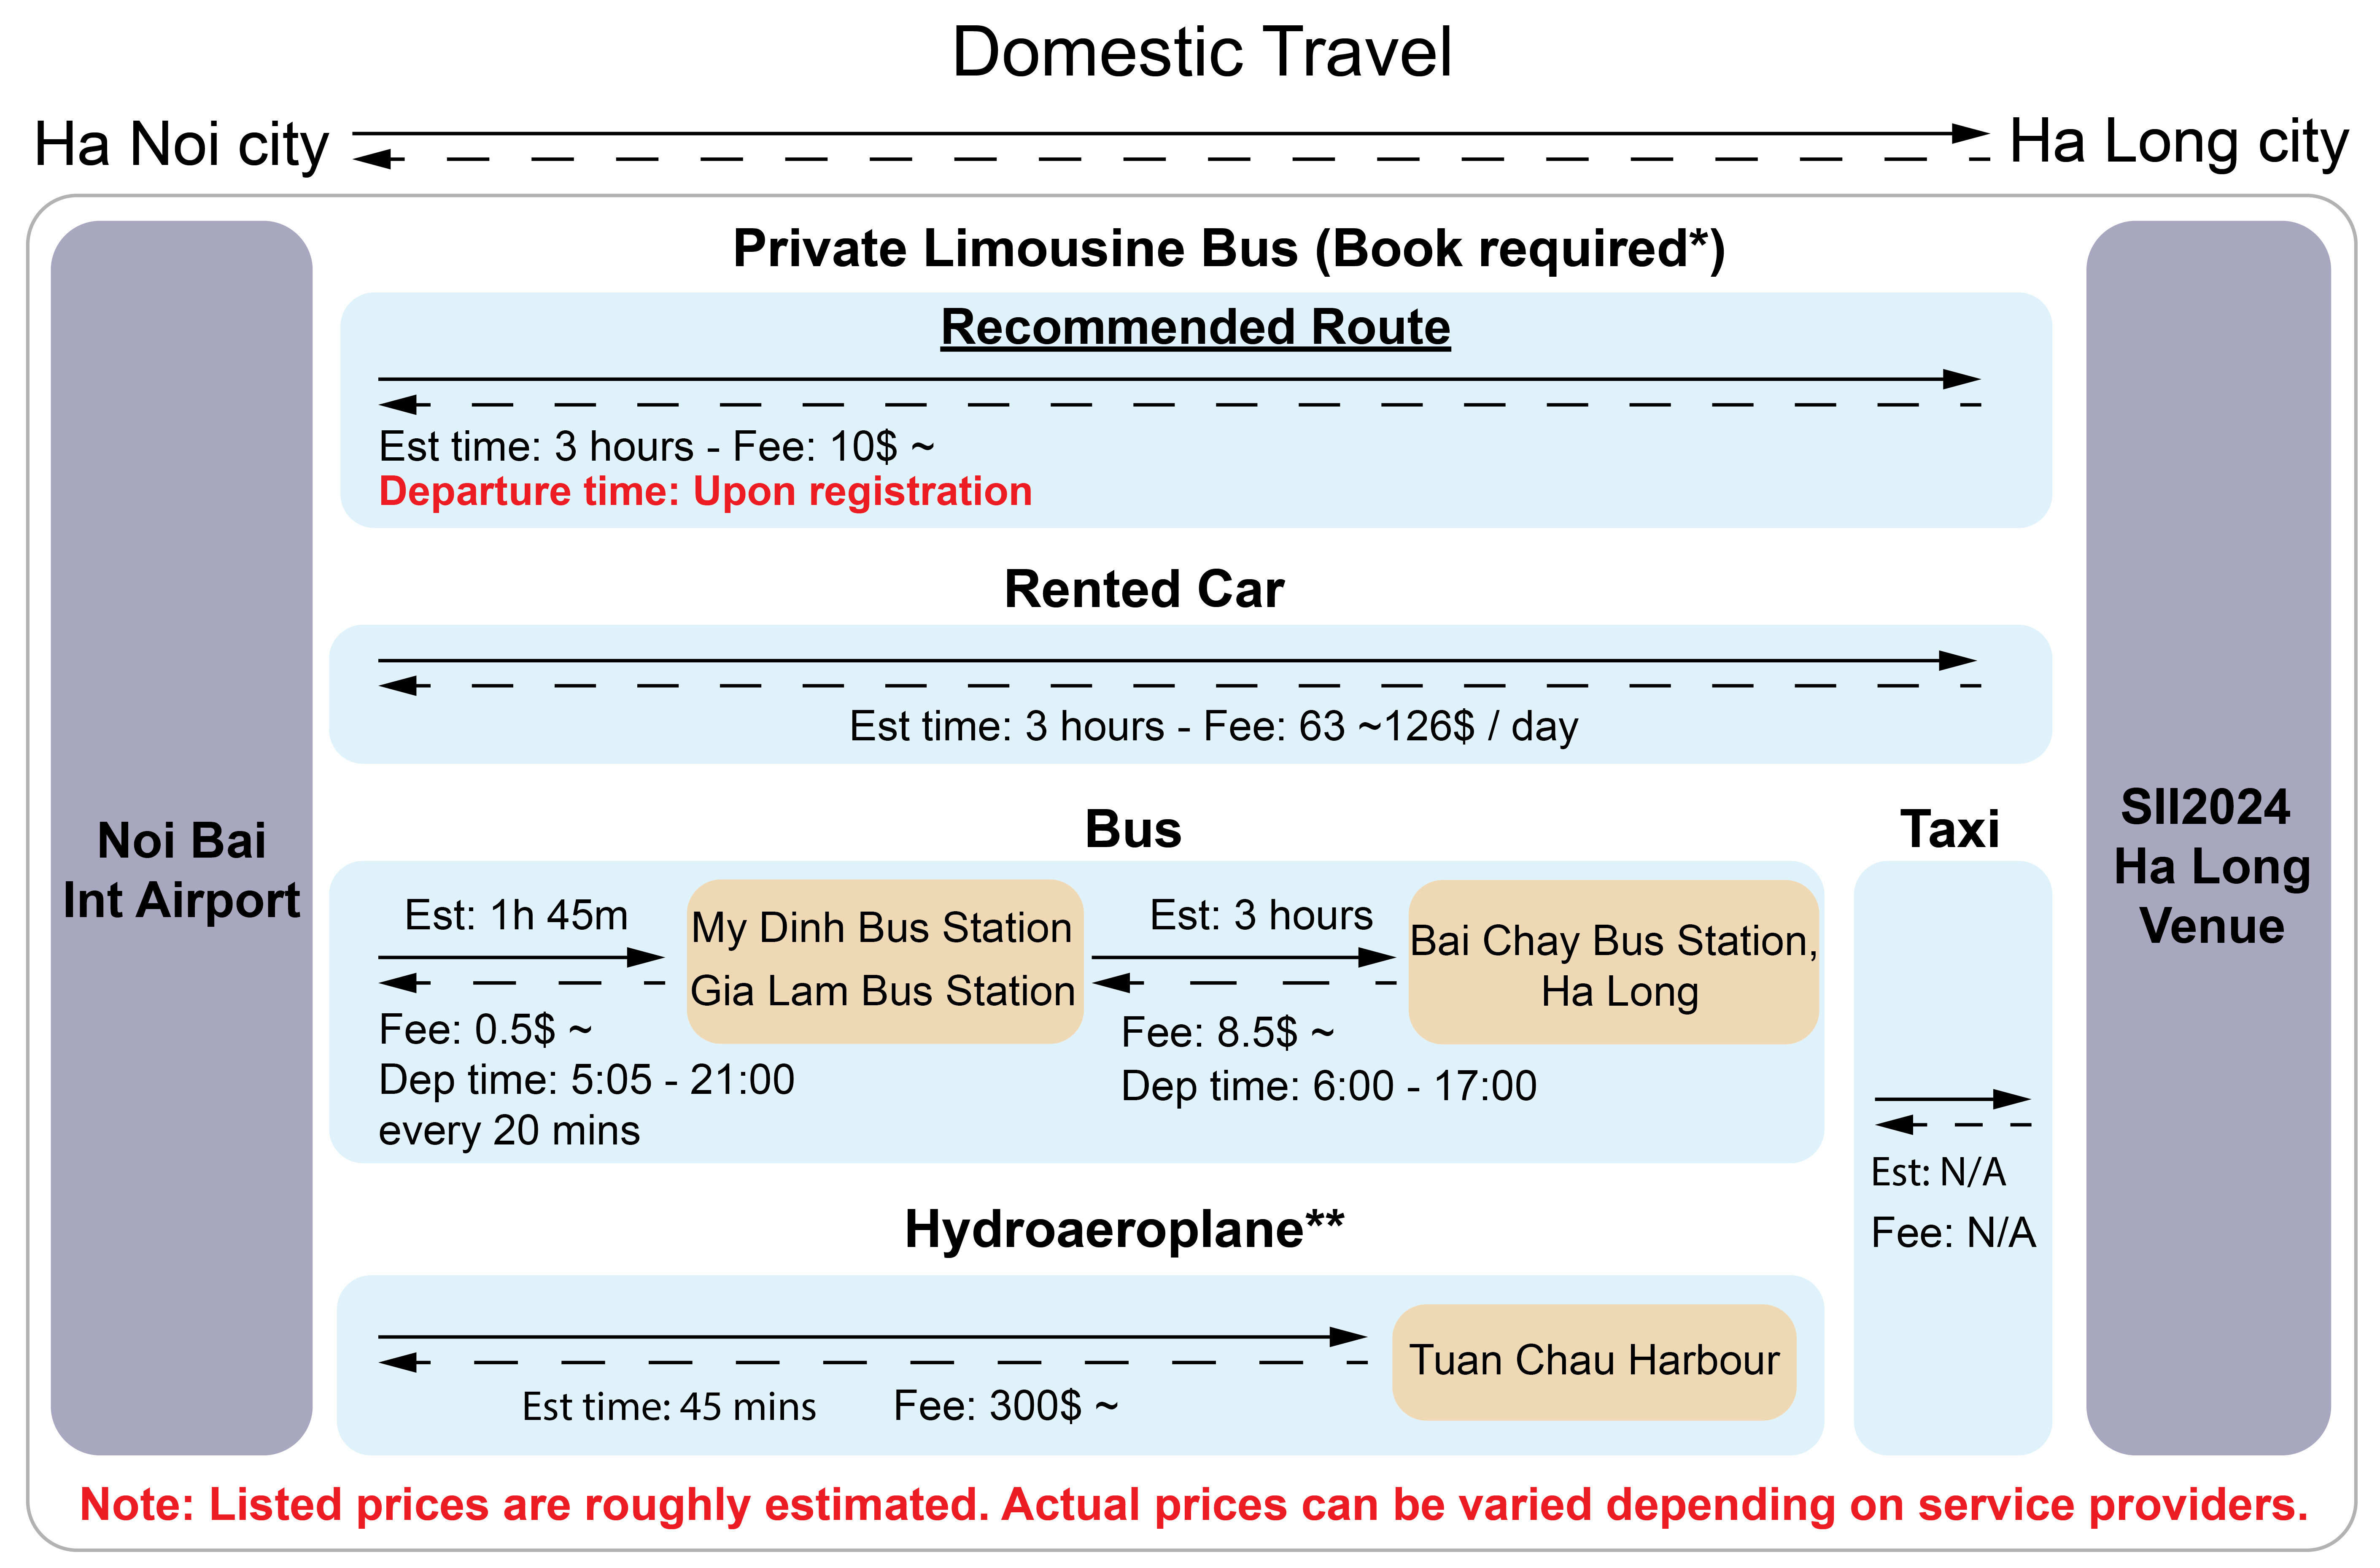 Domestic Travel
Ha Noi city
Ha Long city
Private Limousine Bus (Book required*)
Recommended Route
Est time: 3 hours - Fee: 10$ ~
Departure time: Upon registration
Rented Car
Est time: 3 hours - Fee: 63 ~126$ / day
Noi Bai
Int Airport
SII2024
Ha Long
Venue
Bus
Est: 1h 45m
Fee: 0.5$ ~
Dep time: 5:05 - 21:00
every 20 mins
My Dinh Bus Station
Gia Lam Bus Station
Est: 3 hours
Fee: 8.5$ ~
Dep time: 6:00 - 17:00
Bai Chay Bus Station,
Ha Long
Taxi
Est: N/A
Fee: N/A
Hydroaeroplane**
Est time: 45 mins
Fee: 300$ ~
Tuan Chau Harbour
Note: Listed prices are roughly estimated. Actual prices can be varied depending on service providers.